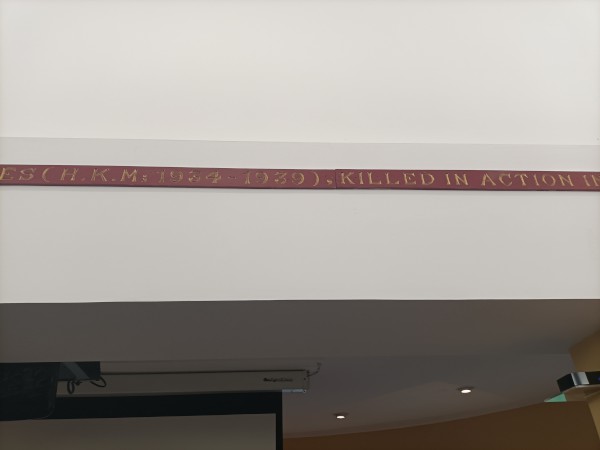 ES (H.K.M: 1934-1939), KILLED IN ACTION I